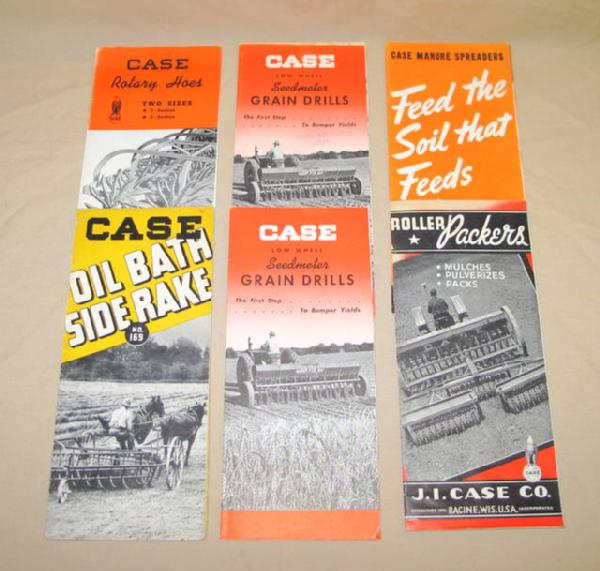 CASE
Rotary Hoes
TWO SIZES
CASE
LOW WHEEL
Seedmeter
GRAIN DRILLS
The First Step . . . . . . . .
. . . . . . . To Bumper Yields
CASE MANURE SPREADERS
Feed the
Soil that
Feeds
CASE
OIL BATH
SIDE RAKE
NO.
169
CASE
LOW WHEEL
Seedmeter
GRAIN DRILLS
The First Step . . . . . . . .
. . . . . . . To Bumper Yields
ROLLER Packers
• MULCHES
• PULVERIZES
• PACKS
CASE
J.I. CASE CO.
RACINE, WIS. U.S.A. INCORPORATED